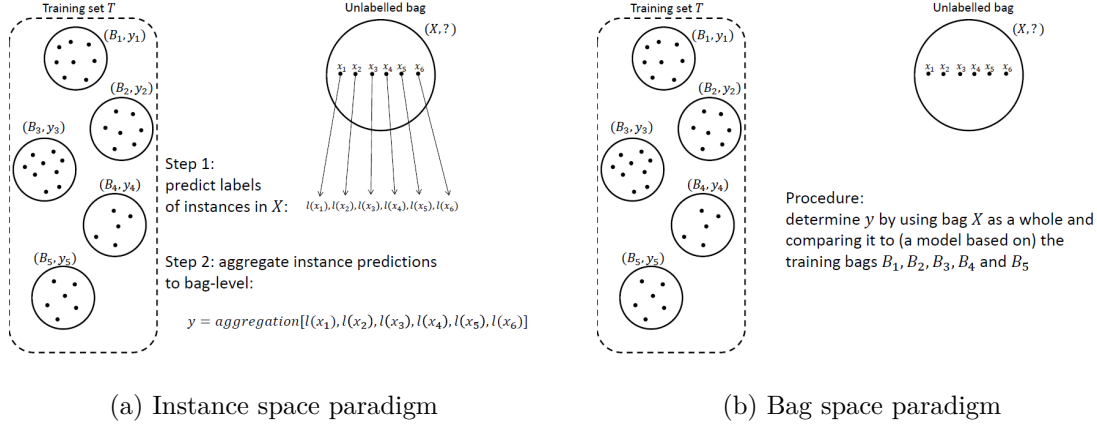 Training set T
(B₁, y₁)
(B₂, y₂)
(B₃, y₃)
(B₄, y₄)
(B₅, y₅)
Unlabelled bag
(X, ?)
x₁ x₂ x₃ x₄ x₅ x₆
Step 1:
predict labels
of instances in X: l(x₁), l(x₂), l(x₃), l(x₄), l(x₅), l(x₆)
Step 2: aggregate instance predictions
to bag-level:
y = aggregation[l(x₁), l(x₂), l(x₃), l(x₄), l(x₅), l(x₆)]
(a) Instance space paradigm
Training set T
(B₁, y₁)
(B₂, y₂)
(B₃, y₃)
(B₄, y₄)
(B₅, y₅)
Unlabelled bag
(X, ?)
x₁ x₂ x₃ x₄ x₅ x₆
Procedure:
determine y by using bag X as a whole and
comparing it to (a model based on) the
training bags B₁, B₂, B₃, B₄ and B₅
(b) Bag space paradigm